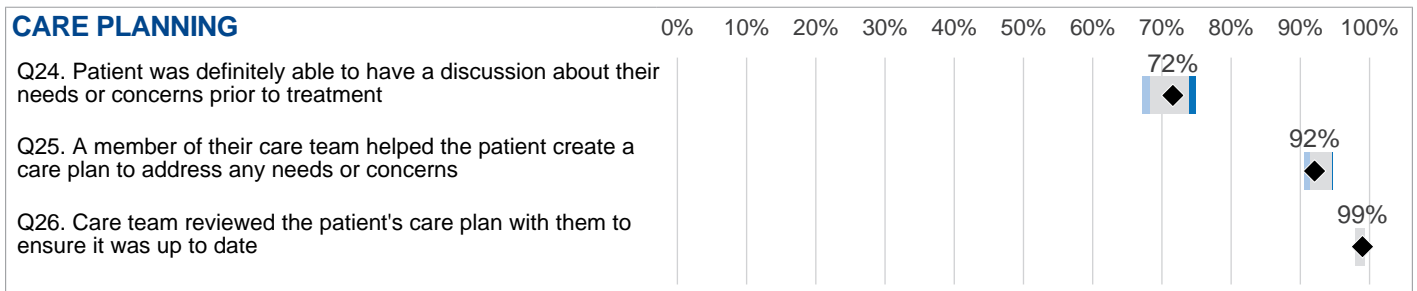 CARE PLANNING
0% 10% 20% 30% 40% 50% 60% 70% 80% 90% 100%
Q24. Patient was definitely able to have a discussion about their
needs or concerns prior to treatment
72%
Q25. A member of their care team helped the patient create a
care plan to address any needs or concerns
92%
Q26. Care team reviewed the patient's care plan with them to
ensure it was up to date
99%